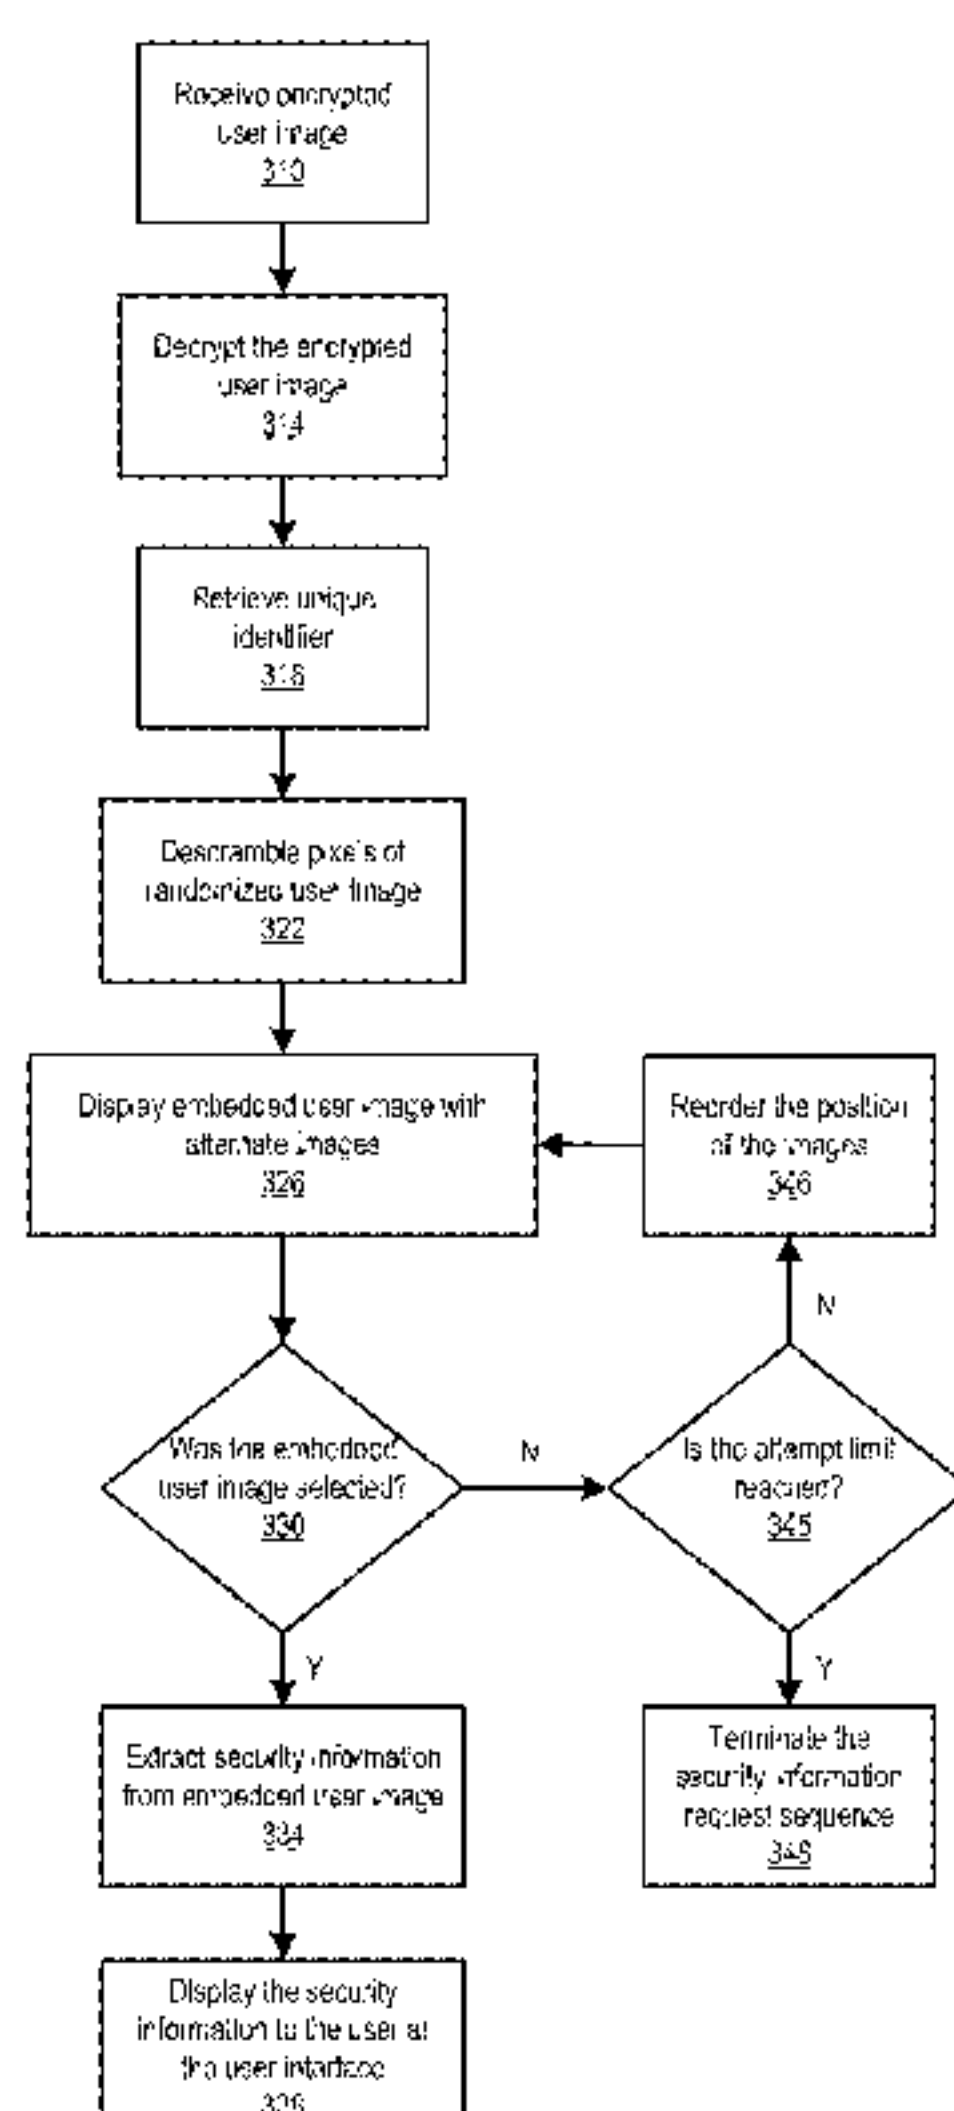 Receive encrypted
user image
310
Decrypt the encrypted
user image
314
Retrieve unique
identifier
318
Descramble pixels of
randomized user image
322
Display embedded user image with
alternate images
326
Reorder the position
of the images
346
N
Was the embedded
user image selected?
330
N
Is the attempt limit
reached?
345
Y
Y
Extract security information
from embedded user image
334
Terminate the
security information
request sequence
348
Display the security
information to the user at
the user interface